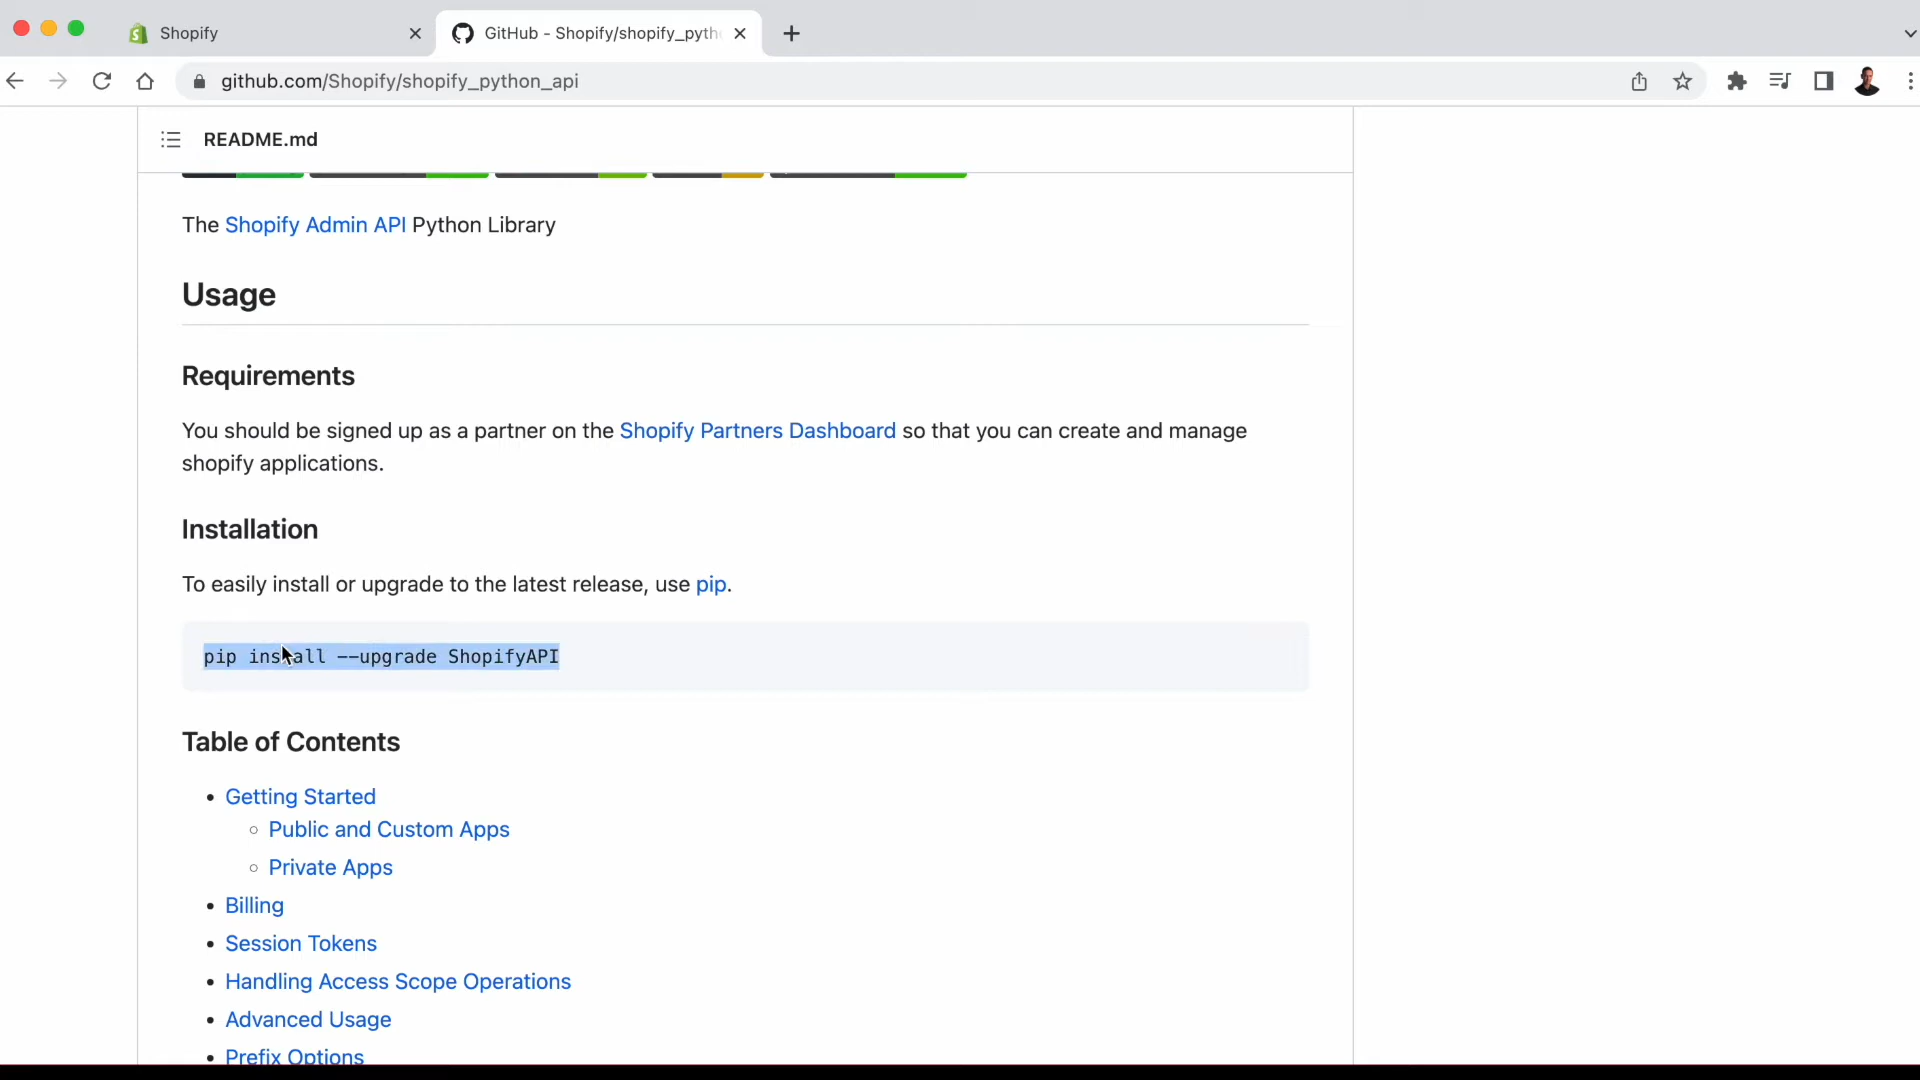 Shopify
GitHub - Shopify/shopify_pyth
github.com/Shopify/shopify_python_api
README.md
The Shopify Admin API Python Library
Usage
Requirements
You should be signed up as a partner on the Shopify Partners Dashboard so that you can create and manage
shopify applications.
Installation
To easily install or upgrade to the latest release, use pip.
pip install --upgrade ShopifyAPI
Table of Contents
Getting Started
Public and Custom Apps
Private Apps
Billing
Session Tokens
Handling Access Scope Operations
Advanced Usage
Prefix Options